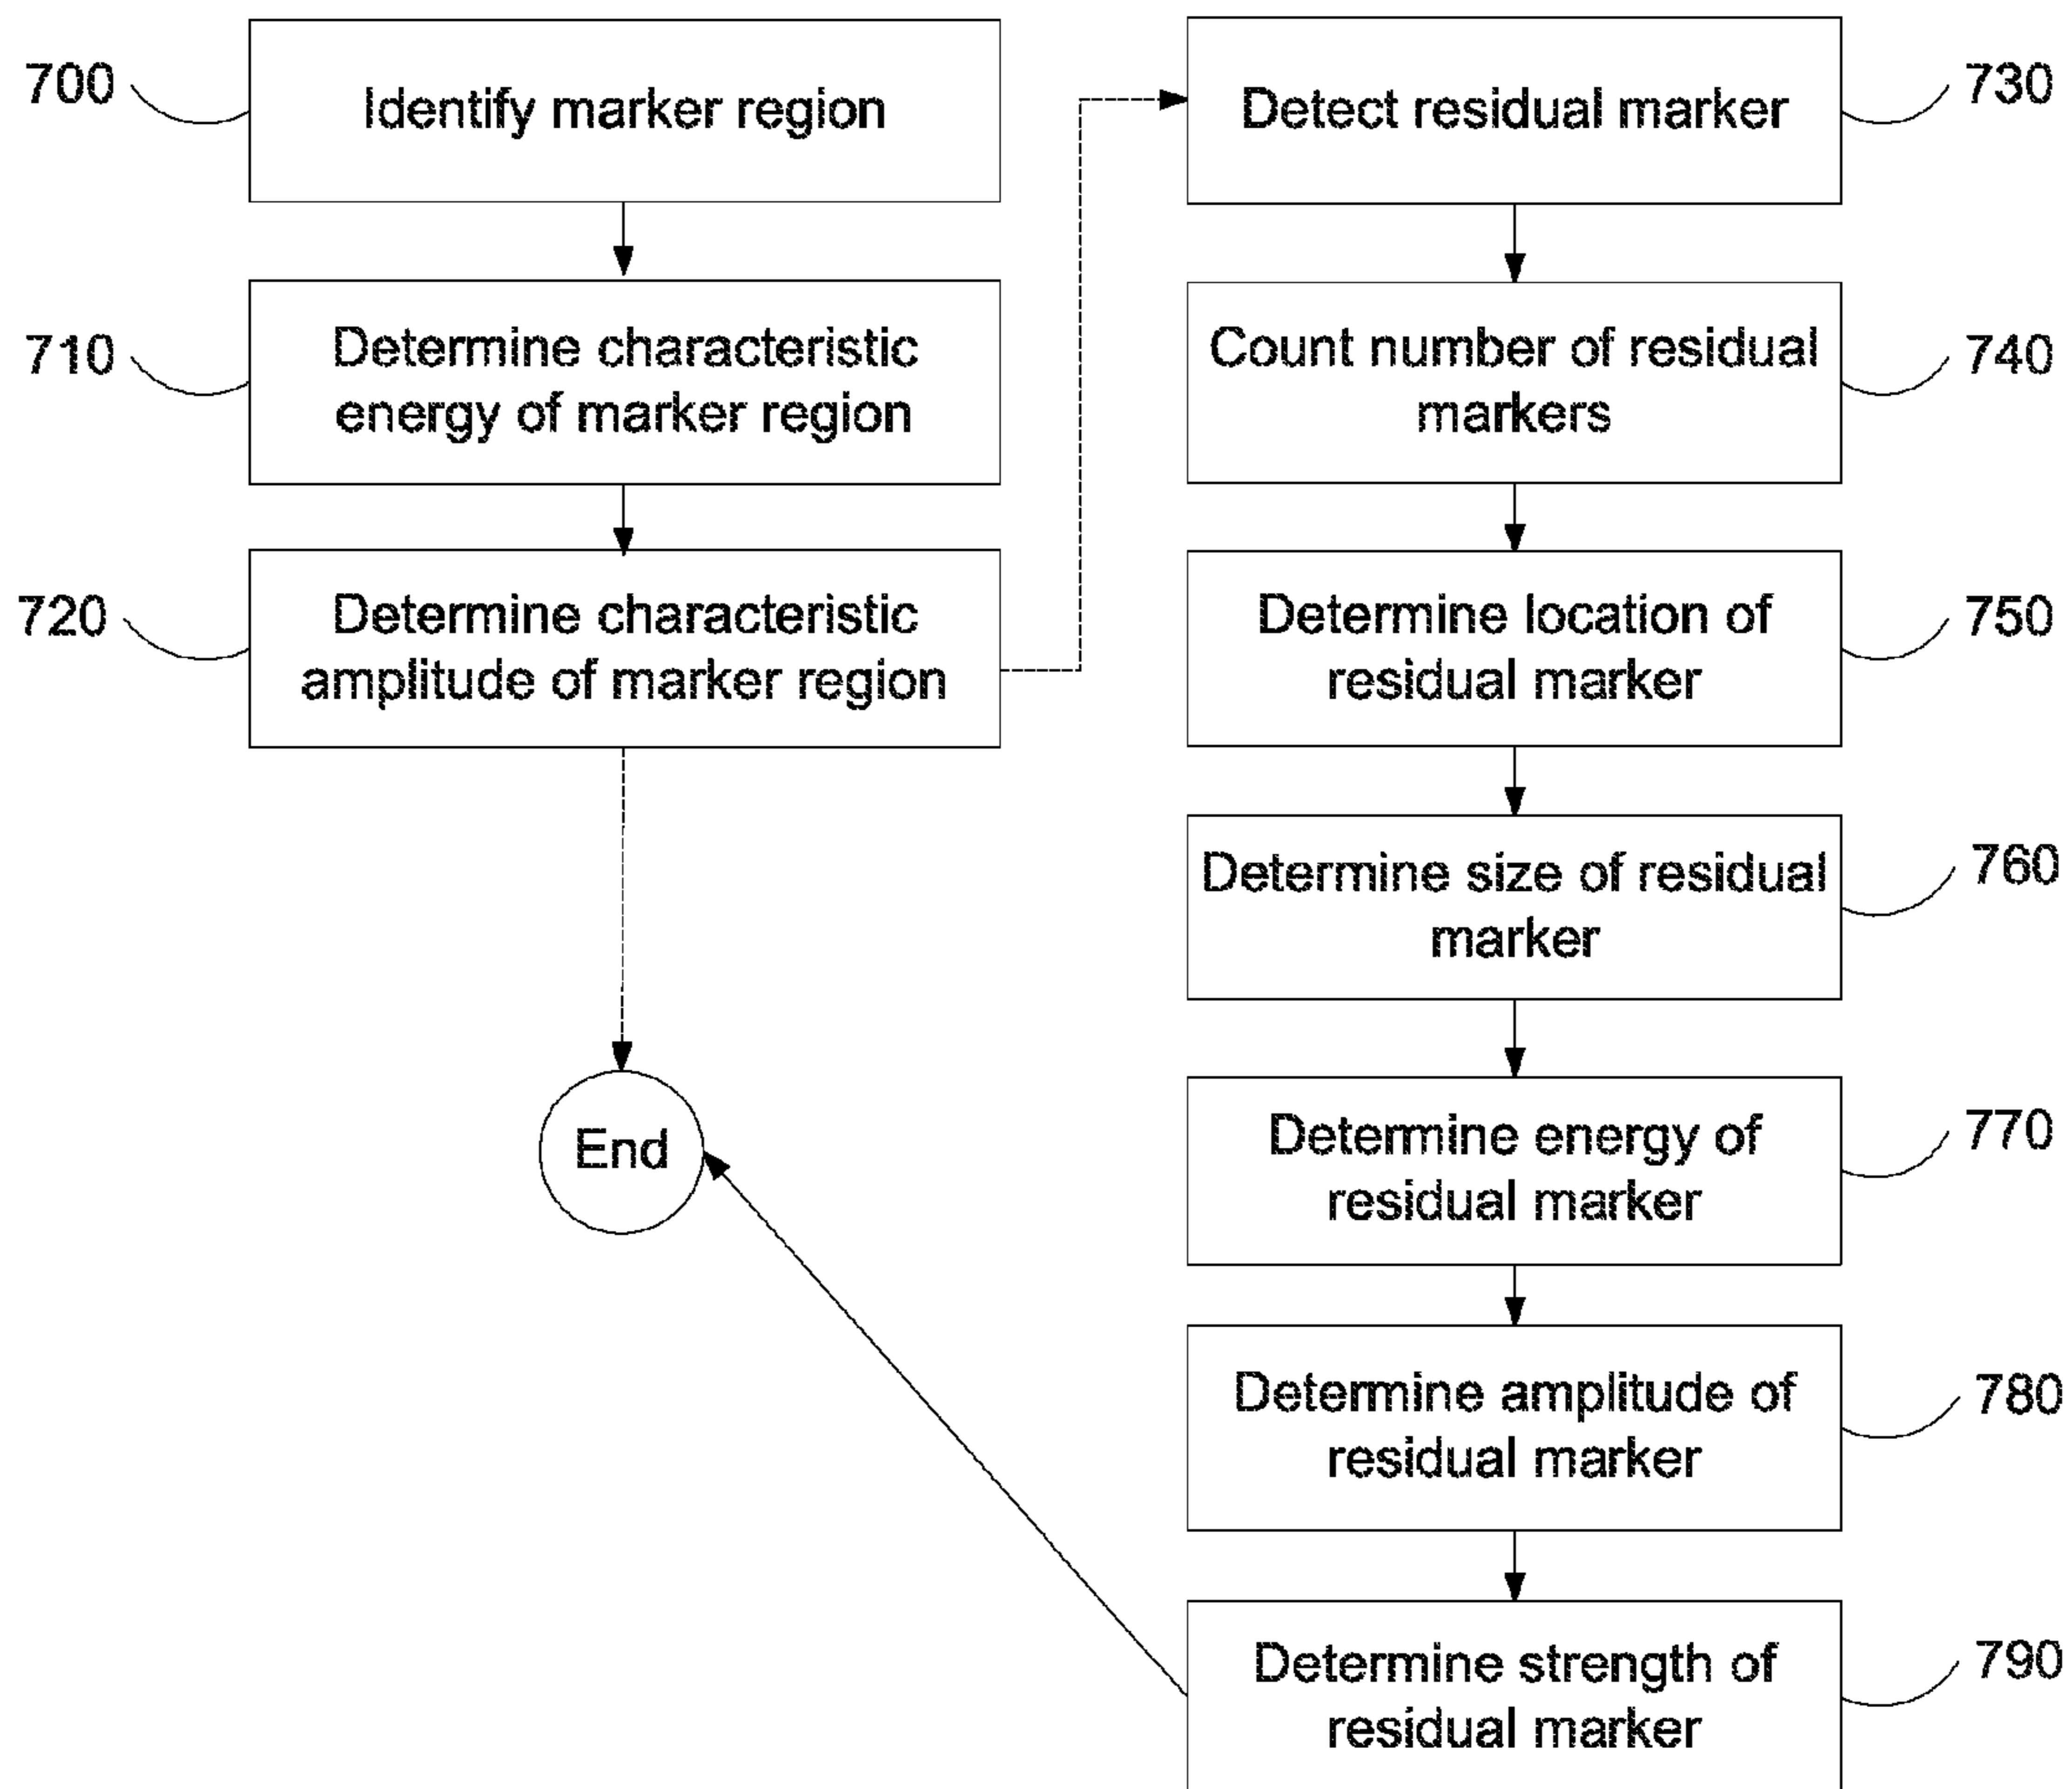 700
Identify marker region
710
Determine characteristic
energy of marker region
720
Determine characteristic
amplitude of marker region
End
Detect residual marker
730
Count number of residual
markers
740
Determine location of
residual marker
750
Determine size of residual
marker
760
Determine energy of
residual marker
770
Determine amplitude of
residual marker
780
Determine strength of
residual marker
790